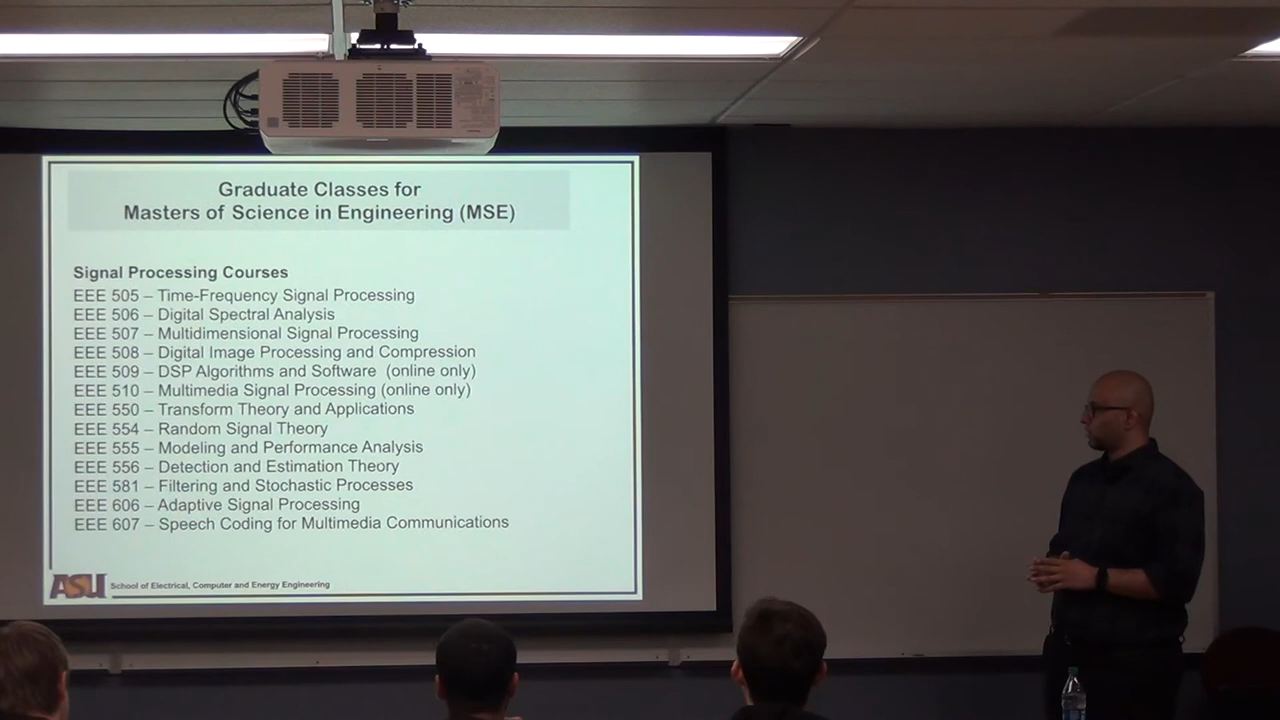 Graduate Classes for
Masters of Science in Engineering (MSE)
Signal Processing Courses
EEE 505 – Time-Frequency Signal Processing
EEE 506 – Digital Spectral Analysis
EEE 507 – Multidimensional Signal Processing
EEE 508 – Digital Image Processing and Compression
EEE 509 – DSP Algorithms and Software (online only)
EEE 510 – Multimedia Signal Processing (online only)
EEE 550 – Transform Theory and Applications
EEE 554 – Random Signal Theory
EEE 555 – Modeling and Performance Analysis
EEE 556 – Detection and Estimation Theory
EEE 581 – Filtering and Stochastic Processes
EEE 606 – Adaptive Signal Processing
EEE 607 – Speech Coding for Multimedia Communications
ASU School of Electrical, Computer and Energy Engineering